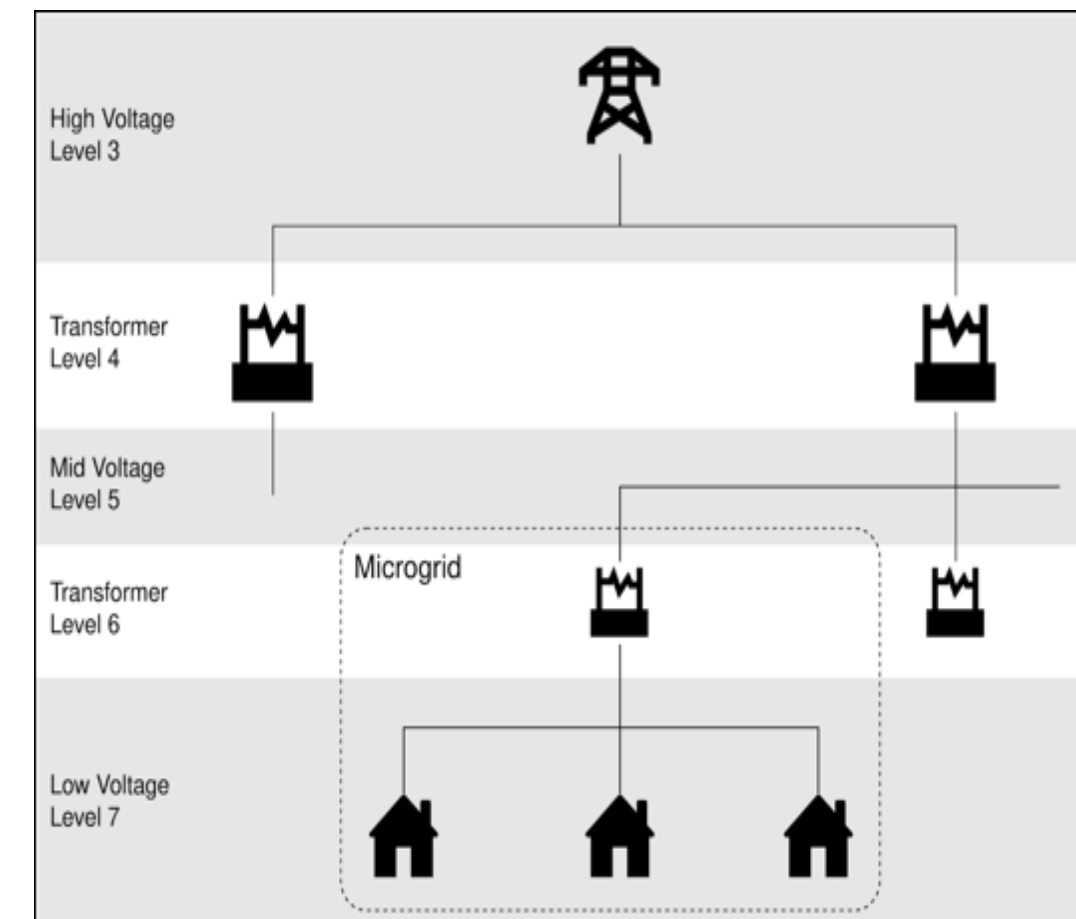 High Voltage
Level 3
Transformer
Level 4
Mid Voltage
Level 5
Microgrid
Transformer
Level 6
Low Voltage
Level 7